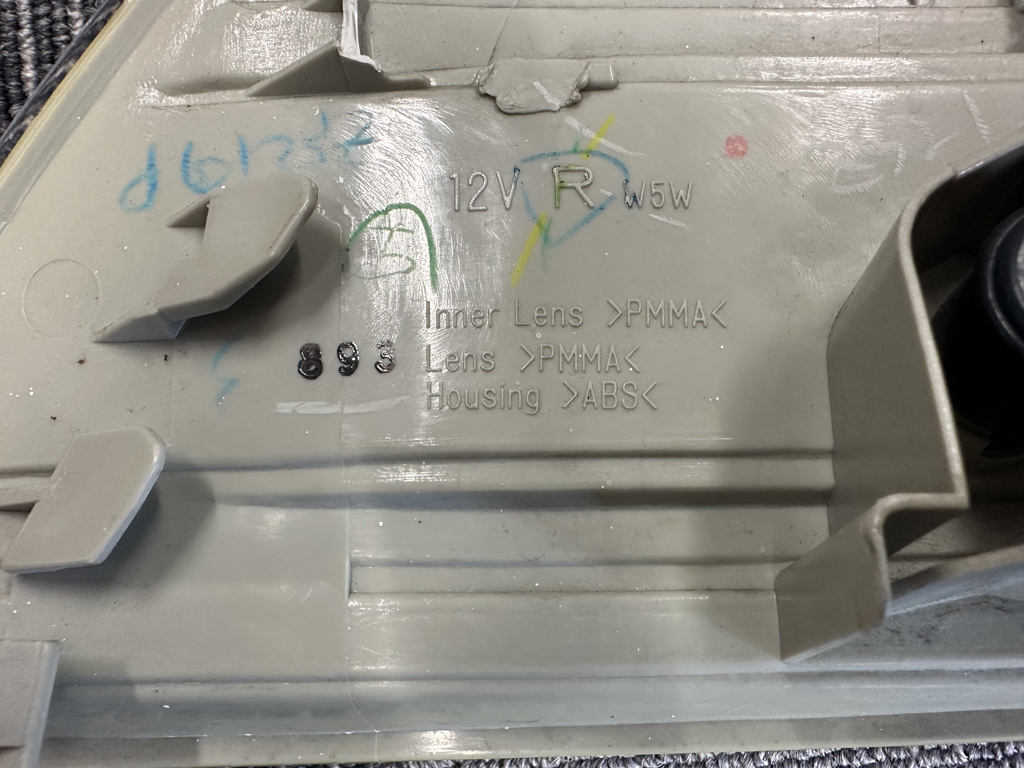 12V R W5W
Inner Lens >PMMA<
893 Lens >PMMA<
Housing >ABS<